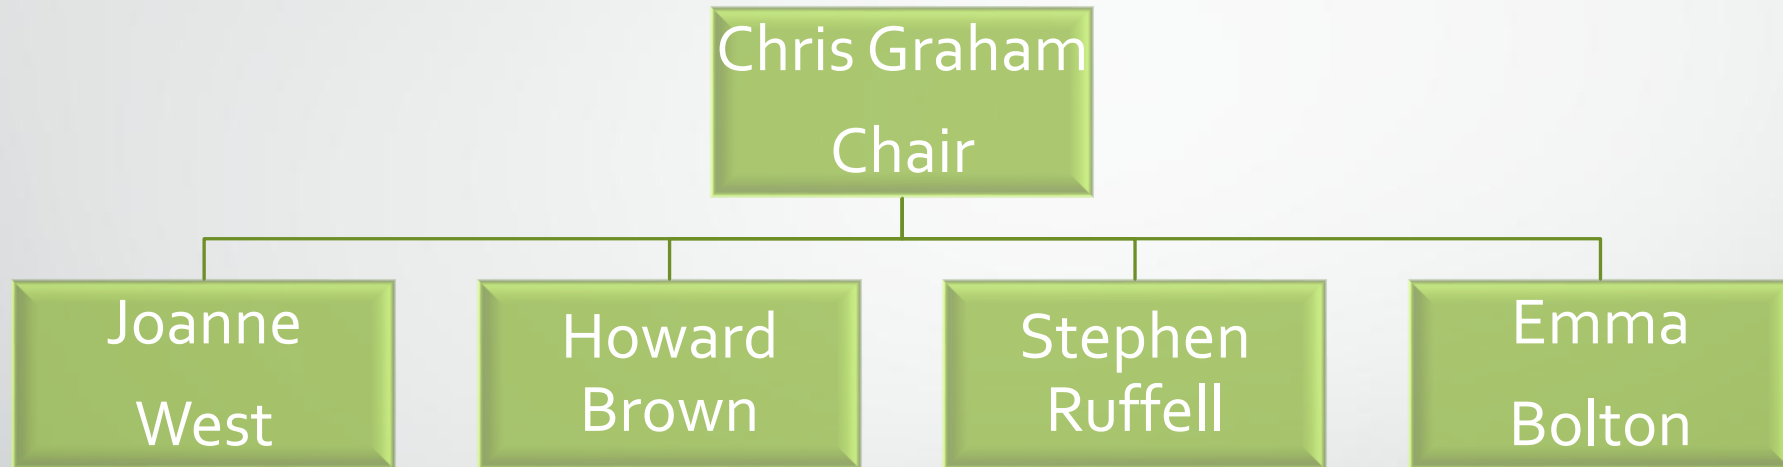 Chris Graham
Chair
Joanne
West
Howard
Brown
Stephen
Ruffell
Emma
Bolton